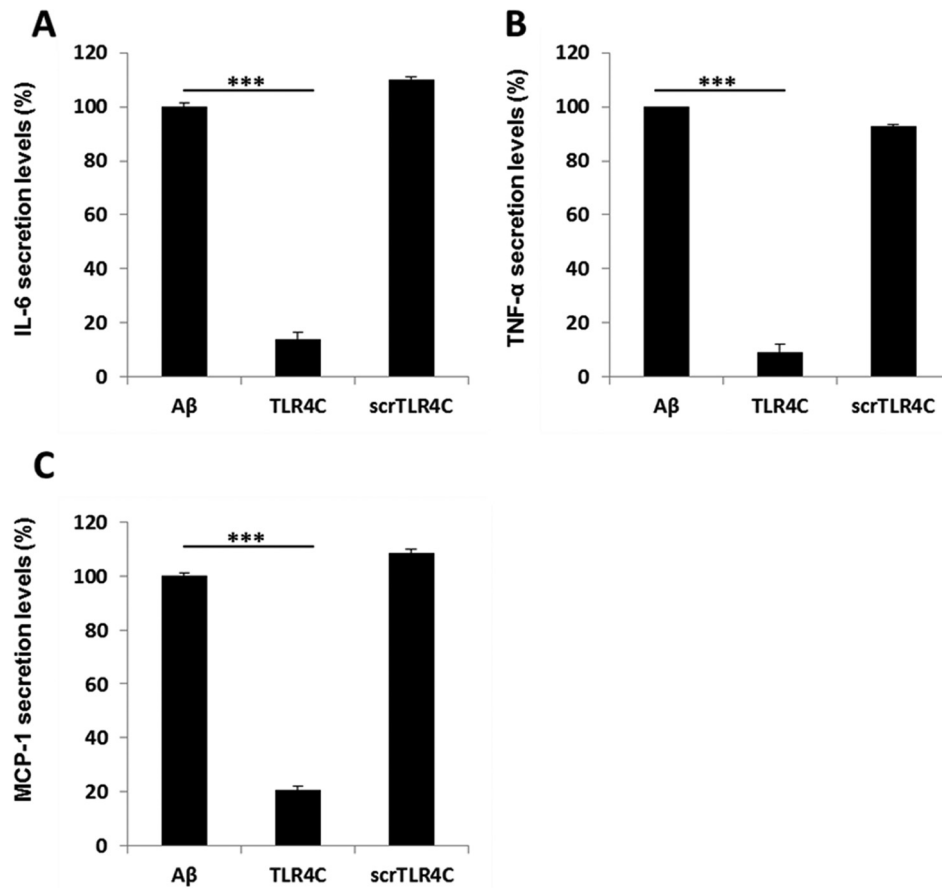 A
IL-6 secretion levels (%)
120
100
80
60
40
20
0
***
Aβ TLR4C scrTLR4C
B
TNF-α secretion levels (%)
120
100
80
60
40
20
0
***
Aβ TLR4C scrTLR4C
C
MCP-1 secretion levels (%)
120
100
80
60
40
20
0
***
Aβ TLR4C scrTLR4C